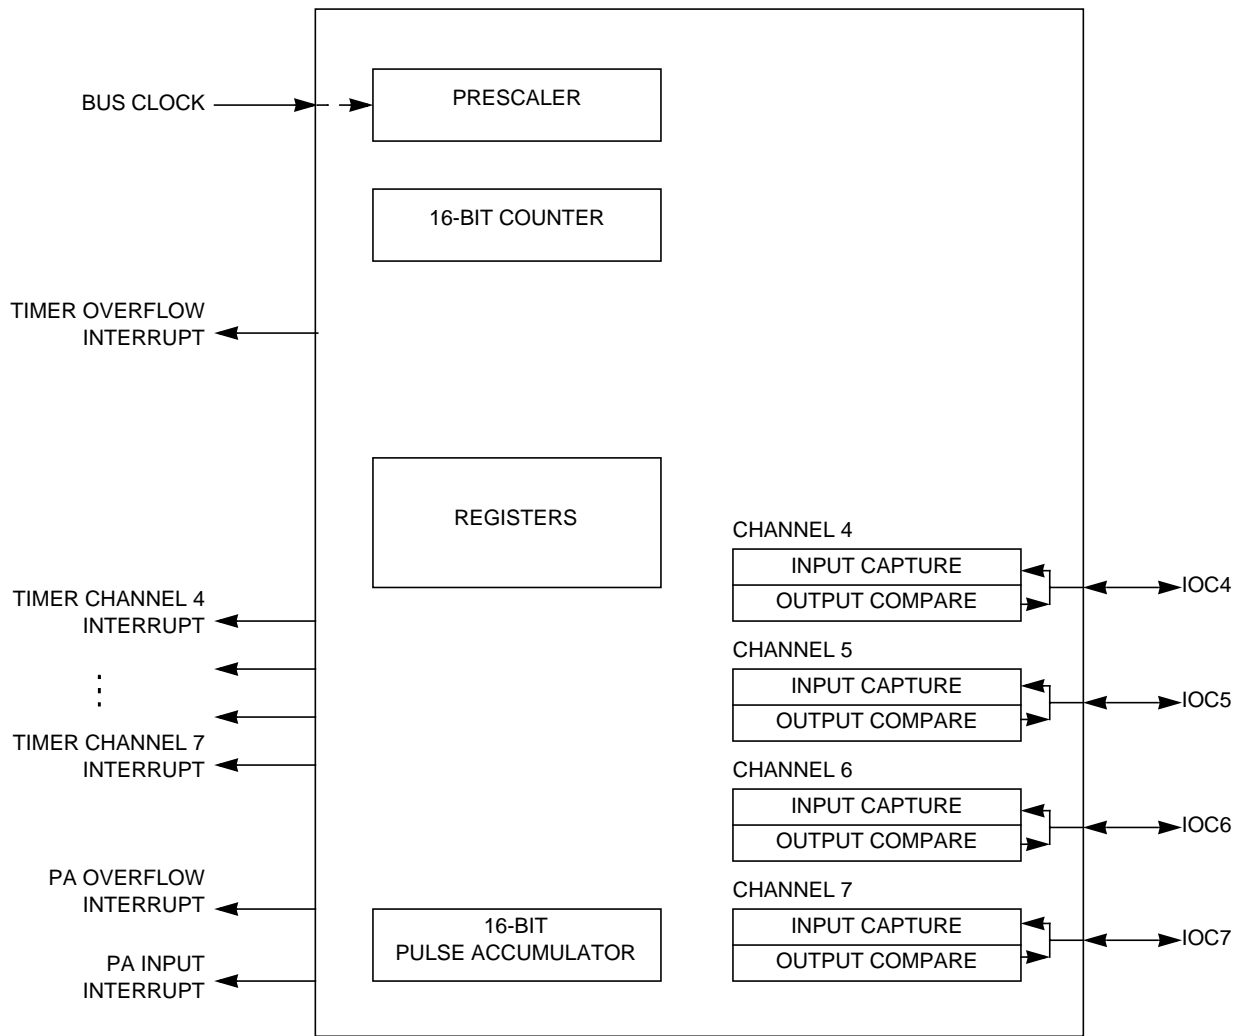 BUS CLOCK
PRESCALER
16-BIT COUNTER
TIMER OVERFLOW
INTERRUPT
REGISTERS
CHANNEL 4
INPUT CAPTURE
OUTPUT COMPARE
IOC4
TIMER CHANNEL 4
INTERRUPT
CHANNEL 5
INPUT CAPTURE
OUTPUT COMPARE
IOC5
TIMER CHANNEL 7
INTERRUPT
CHANNEL 6
INPUT CAPTURE
OUTPUT COMPARE
IOC6
PA OVERFLOW
INTERRUPT
16-BIT
PULSE ACCUMULATOR
CHANNEL 7
INPUT CAPTURE
OUTPUT COMPARE
IOC7
PA INPUT
INTERRUPT